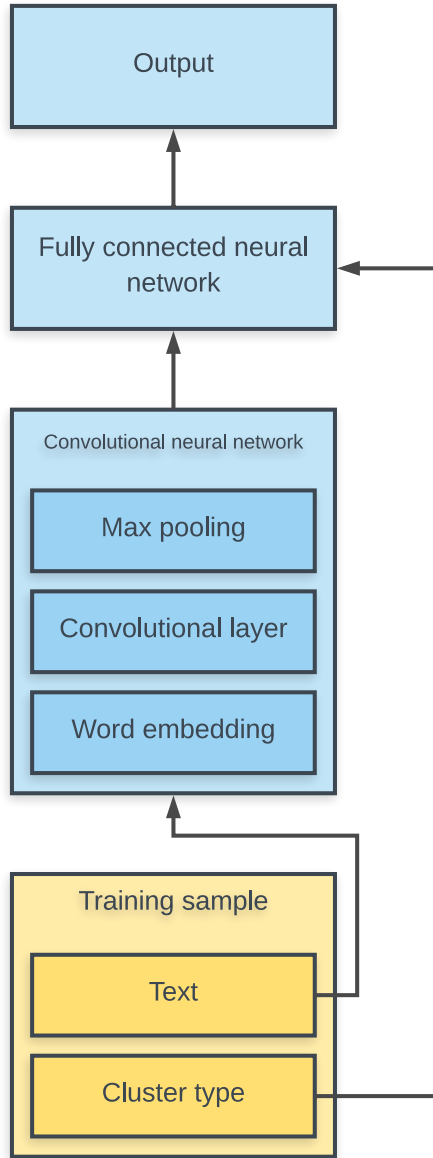 Output
Fully connected neural
network
Convolutional neural network
Max pooling
Convolutional layer
Word embedding
Training sample
Text
Cluster type